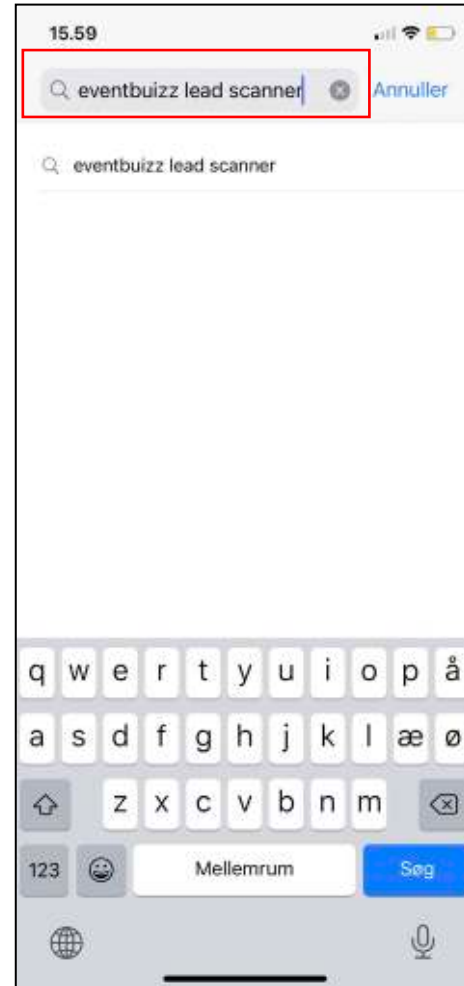 15.59
eventbuizz lead scanner Annuller
eventbuizz lead scanner
q w e r t y u i o p å
a s d f g h j k l æ ø
z x c v b n m
123 Mellemrum Søg